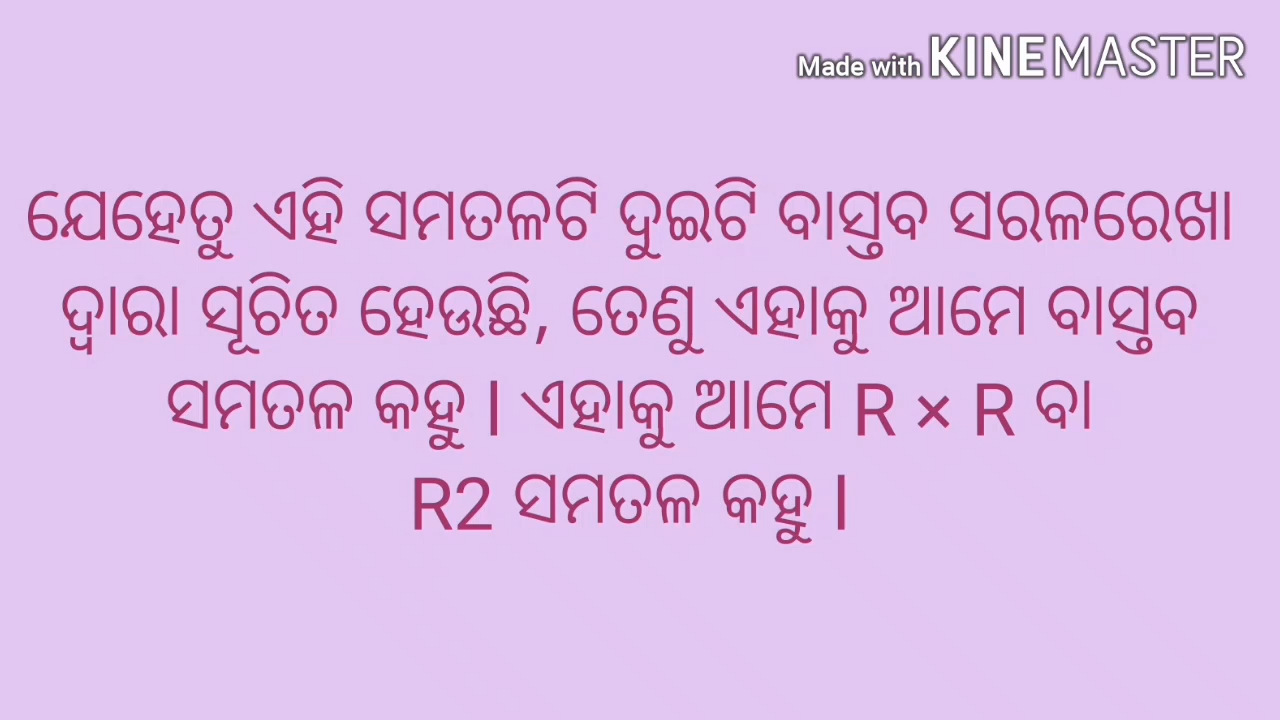 Made with KINEMASTER
ଯେହେତୁ ଏହି ସମତଳଟି ଦୁଇଟି ବାସ୍ତବ ସରଳରେଖା
ଦ୍ୱାରା ସୂଚିତ ହେଉଛି, ତେଣୁ ଏହାକୁ ଆମେ ବାସ୍ତବ
ସମତଳ କହୁ | ଏହାକୁ ଆମେ R × R ବା
R2 ସମତଳ କହୁ |